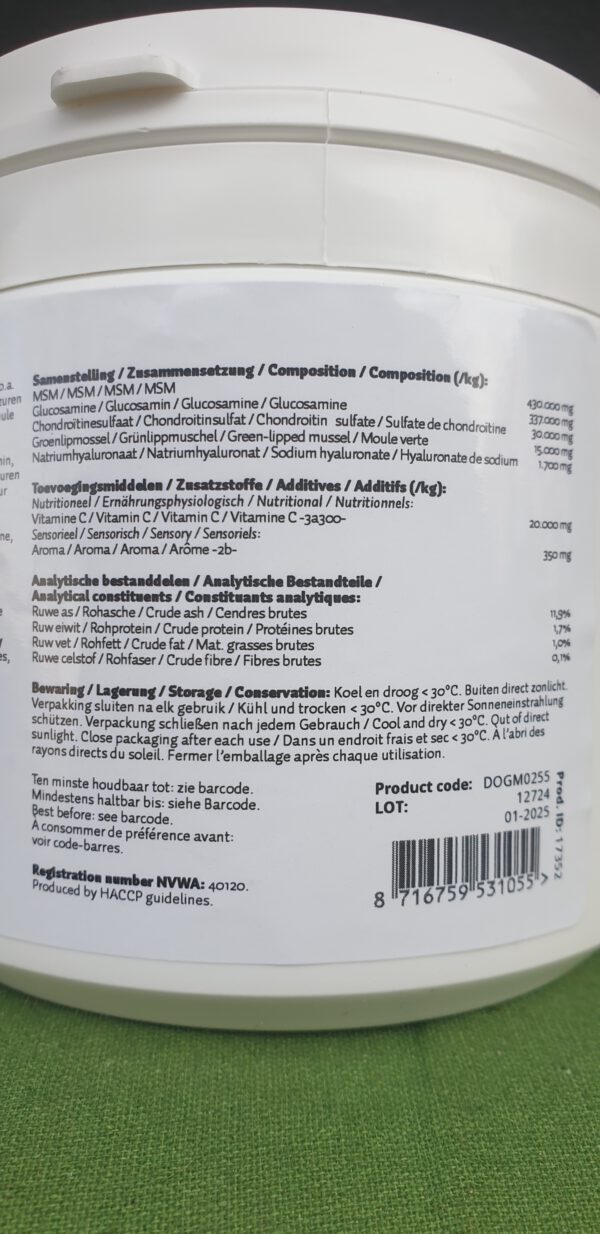 Samenstelling / Zusammensetzung / Composition / Composition (/kg):
MSM / MSM / MSM / MSM 430.000 mg
Glucosamine / Glucosamin / Glucosamine / Glucosamine 337.000 mg
Chondroïtinesulfaat / Chondroitinsulfat / Chondroitin sulfate / Sulfate de chondroïtine 30.000 mg
Groenlipmossel / Grünlippmuschel / Green-lipped mussel / Moule verte 15.000 mg
Natriumhyaluronaat / Natriumhyaluronat / Sodium hyaluronate / Hyaluronate de sodium 1.700 mg
Toevoegingsmiddelen / Zusatzstoffe / Additives / Additifs (/kg):
Nutritioneel / Ernährungsphysiologisch / Nutritional / Nutritionnels:
Vitamine C / Vitamin C / Vitamin C / Vitamine C -3a300- 20.000 mg
Sensorieel / Sensorisch / Sensory / Sensoriels:
Aroma / Aroma / Aroma / Arôme -2b- 350 mg
Analytische bestanddelen / Analytische Bestandteile /
Analytical constituents / Constituants analytiques:
Ruwe as / Rohasche / Crude ash / Cendres brutes 11,9%
Ruw eiwit / Rohprotein / Crude protein / Protéines brutes 1,7%
Ruw vet / Rohfett / Crude fat / Mat. grasses brutes 1,0%
Ruwe celstof / Rohfaser / Crude fibre / Fibres brutes 0,1%
Bewaring / Lagerung / Storage / Conservation: Koel en droog < 30°C. Buiten direct zonlicht.
Verpakking sluiten na elk gebruik / Kühl und trocken < 30°C. Vor direkter Sonneneinstrahlung
schützen. Verpackung schließen nach jedem Gebrauch / Cool and dry < 30°C. Out of direct
sunlight. Close packaging after each use / Dans un endroit frais et sec < 30°C. À l'abri des
rayons directs du soleil. Fermer l'emballage après chaque utilisation.
Ten minste houdbaar tot: zie barcode.
Mindestens haltbar bis: siehe Barcode.
Best before: see barcode.
À consommer de préférence avant:
voir code-barres.
Registration number NVWA: 40120.
Produced by HACCP guidelines.
Product code: DOGM0255
LOT: 12724
01-2025
Prod. ID: 17352
8 716759 531055 >